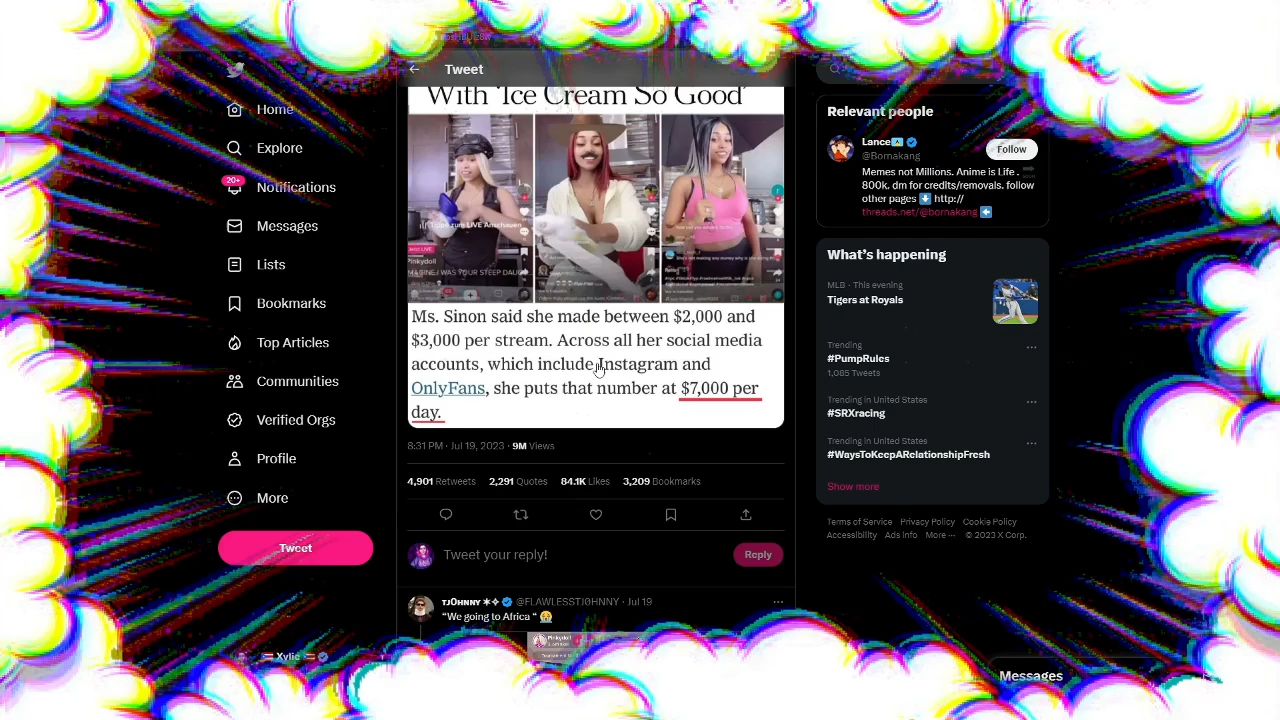 Tweet
With 'Ice Cream So Good'
Home
Explore
20+
Notifications
Messages
Lists
Bookmarks
Top Articles
Communities
Verified Orgs
Profile
More
Tweet
Xylie
Pinkydoll
Ms. Sinon said she made between $2,000 and
$3,000 per stream. Across all her social media
accounts, which include Instagram and
OnlyFans, she puts that number at $7,000 per
day.
8:31 PM · Jul 19, 2023 · 9M Views
4,901 Retweets 2,291 Quotes 84.1K Likes 3,209 Bookmarks
Tweet your reply!
Reply
TJ0HNNY @FLAWLESSTJ0HNNY · Jul 19
"We going to Africa "
Pinkydoll
Relevant people
Lance
@Bornakang
Follow
Memes not Millions. Anime is Life .
800k. dm for credits/removals. follow
other pages http://
threads.net/@bornakang
What's happening
MLB · This evening
Tigers at Royals
Trending
#PumpRules
1,085 Tweets
Trending in United States
#SRXracing
Trending in United States
#WaysToKeepARelationshipFresh
Show more
Terms of Service Privacy Policy Cookie Policy
Accessibility Ads info More ··· © 2023 X Corp.
Messages